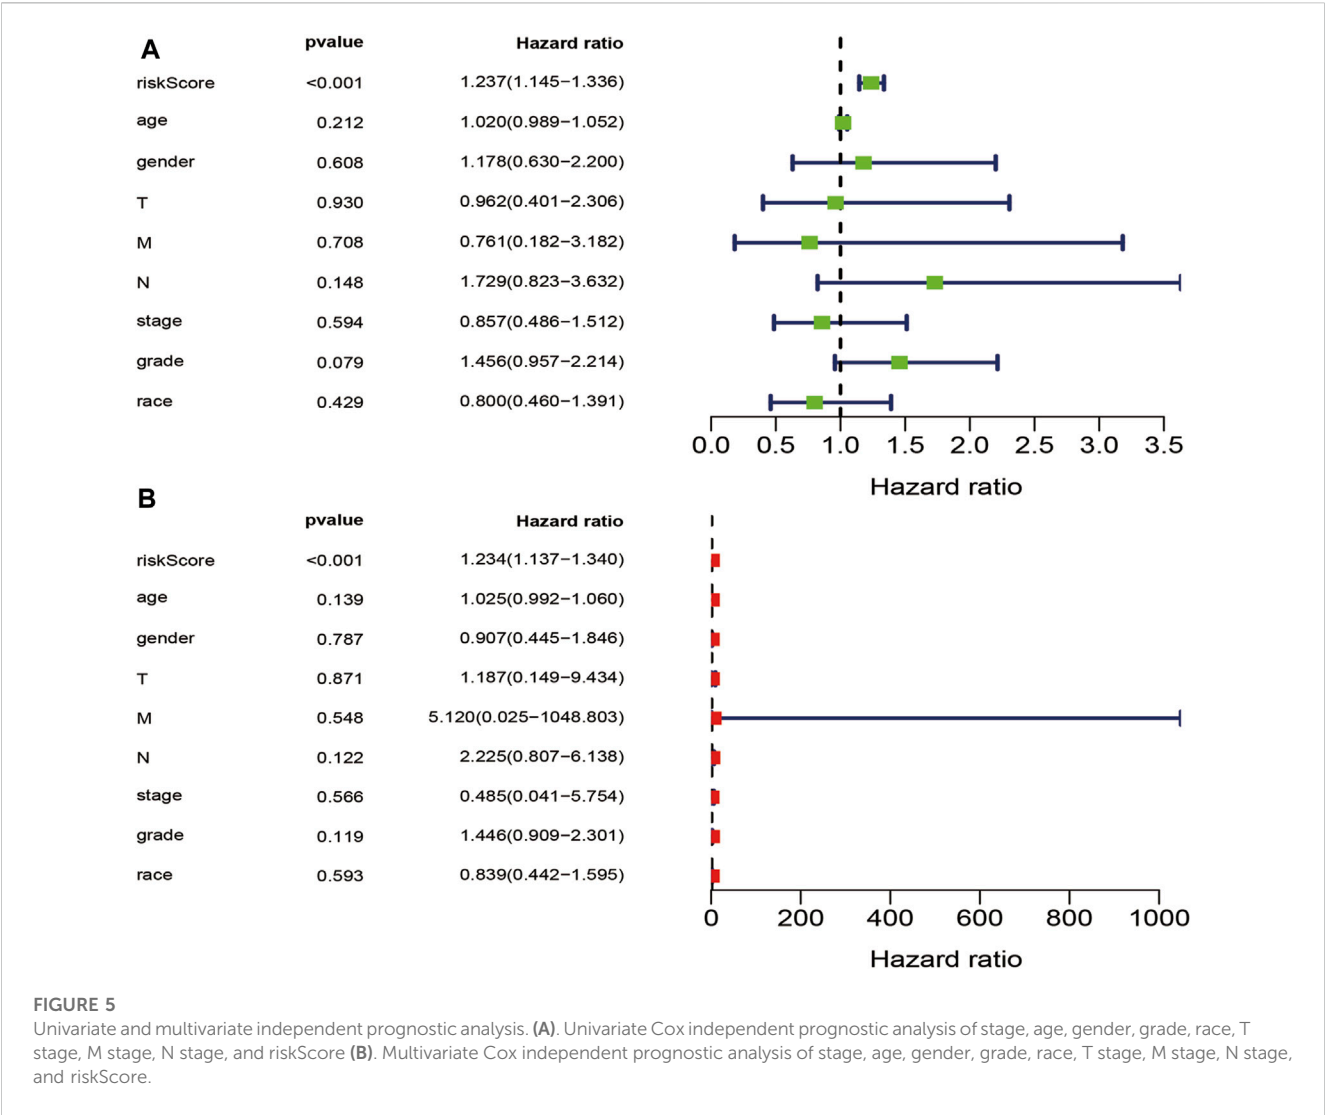 A
pvalue Hazard ratio
riskScore <0.001 1.237(1.145−1.336)
age 0.212 1.020(0.989−1.052)
gender 0.608 1.178(0.630−2.200)
T 0.930 0.962(0.401−2.306)
M 0.708 0.761(0.182−3.182)
N 0.148 1.729(0.823−3.632)
stage 0.594 0.857(0.486−1.512)
grade 0.079 1.456(0.957−2.214)
race 0.429 0.800(0.460−1.391)
0.0 0.5 1.0 1.5 2.0 2.5 3.0 3.5
Hazard ratio
B
pvalue Hazard ratio
riskScore <0.001 1.234(1.137−1.340)
age 0.139 1.025(0.992−1.060)
gender 0.787 0.907(0.445−1.846)
T 0.871 1.187(0.149−9.434)
M 0.548 5.120(0.025−1048.803)
N 0.122 2.225(0.807−6.138)
stage 0.566 0.485(0.041−5.754)
grade 0.119 1.446(0.909−2.301)
race 0.593 0.839(0.442−1.595)
0 200 400 600 800 1000
Hazard ratio
FIGURE 5
Univariate and multivariate independent prognostic analysis. (A). Univariate Cox independent prognostic analysis of stage, age, gender, grade, race, T
stage, M stage, N stage, and riskScore (B). Multivariate Cox independent prognostic analysis of stage, age, gender, grade, race, T stage, M stage, N stage,
and riskScore.